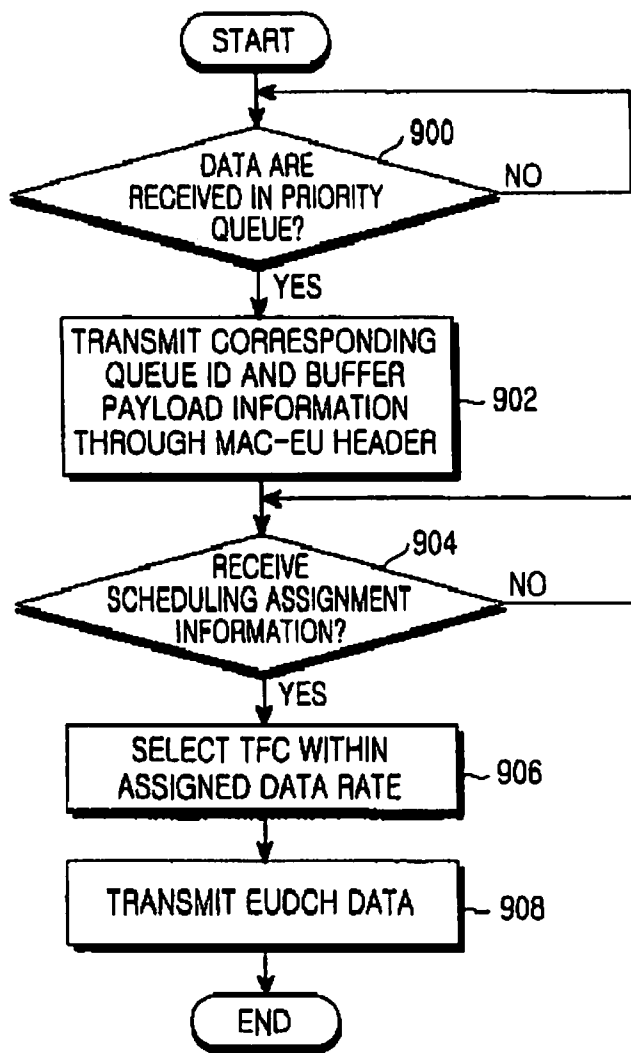 START
900
DATA ARE
RECEIVED IN PRIORITY
QUEUE?
NO
YES
TRANSMIT CORRESPONDING
QUEUE ID AND BUFFER
PAYLOAD INFORMATION
THROUGH MAC-EU HEADER
902
904
RECEIVE
SCHEDULING ASSIGNMENT
INFORMATION?
NO
YES
SELECT TFC WITHIN
ASSIGNED DATA RATE
906
TRANSMIT EUDCH DATA
908
END